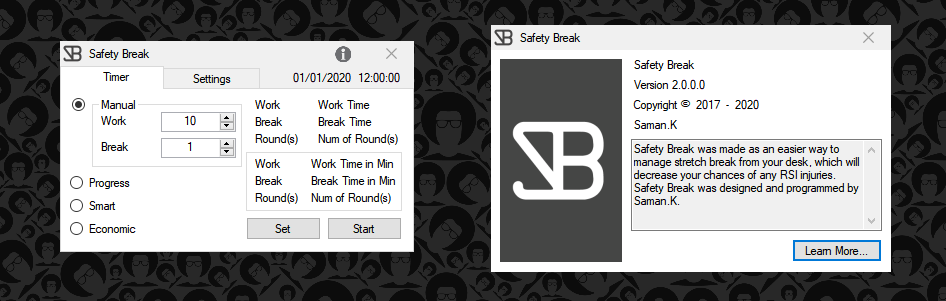 SB Safety Break
Timer Settings 01/01/2020 12:00:00
Manual
Work 10
Break 1
Progress
Smart
Economic
Work Work Time
Break Break Time
Round(s) Num of Round(s)
Work Work Time in Min
Break Break Time in Min
Round(s) Num of Round(s)
Set Start
SB Safety Break
SB
Safety Break
Version 2.0.0.0
Copyright © 2017 - 2020
Saman.K
Safety Break was made as an easier way to
manage stretch break from your desk, which will
decrease your chances of any RSI injuries.
Safety Break was designed and programmed by
Saman.K.
Learn More...